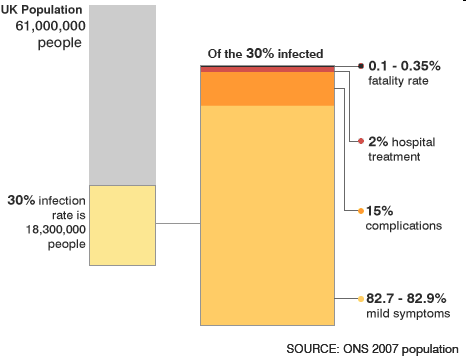 UK Population
61,000,000
people
Of the 30% infected
0.1 - 0.35%
fatality rate
2% hospital
treatment
30% infection
rate is
18,300,000
people
15%
complications
82.7 - 82.9%
mild symptoms
SOURCE: ONS 2007 population